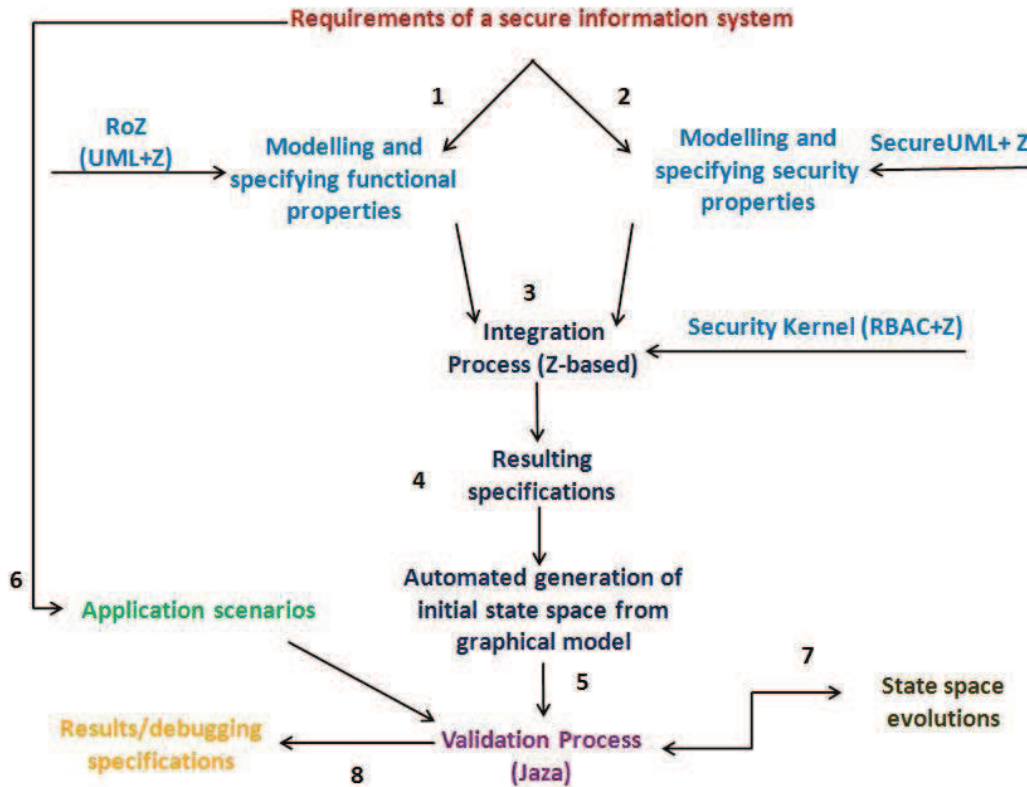 Requirements of a secure information system
1
2
RoZ
(UML+Z)
Modelling and
specifying functional
properties
Modelling and
specifying security
properties
SecureUML+ Z
3
Integration
Process (Z-based)
Security Kernel (RBAC+Z)
4
Resulting
specifications
6
Application scenarios
Automated generation of
initial state space from
graphical model
5
7
State space
evolutions
Results/debugging
specifications
8
Validation Process
(Jaza)